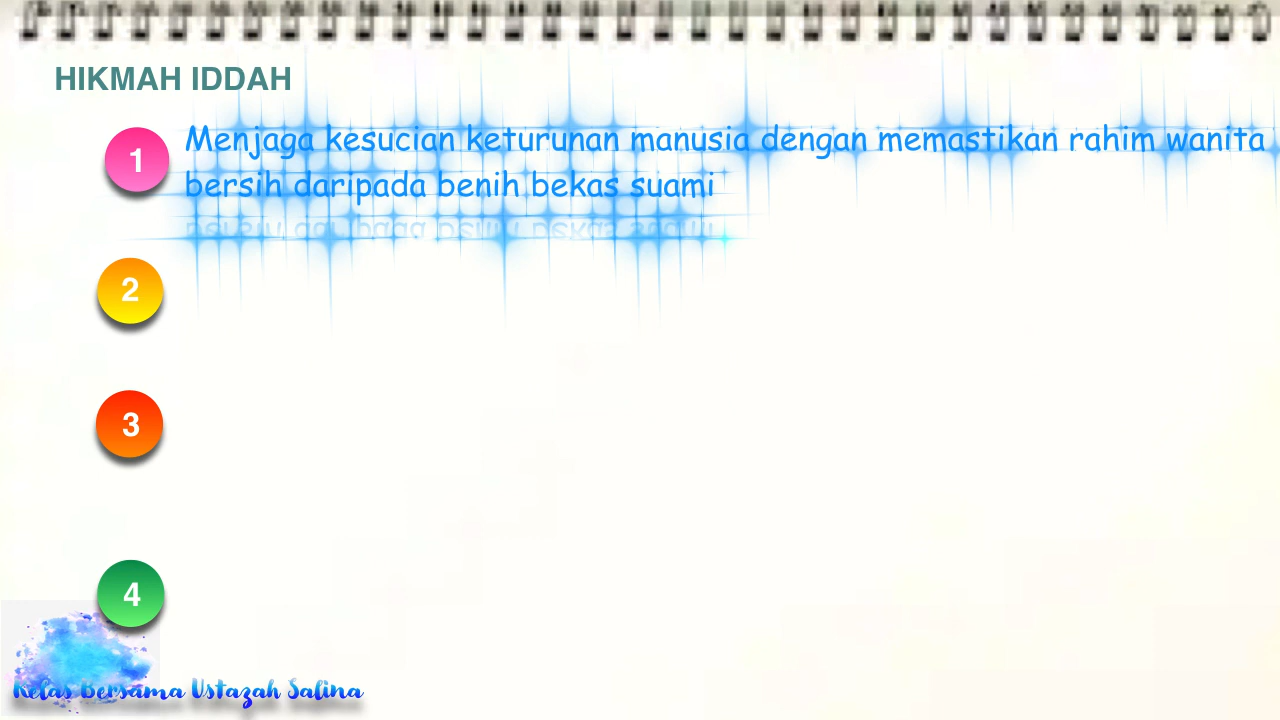 HIKMAH IDDAH
1
Menjaga kesucian keturunan manusia dengan memastikan rahim wanita
bersih daripada benih bekas suami
2
3
4
Kelas Bersama Ustazah Salina